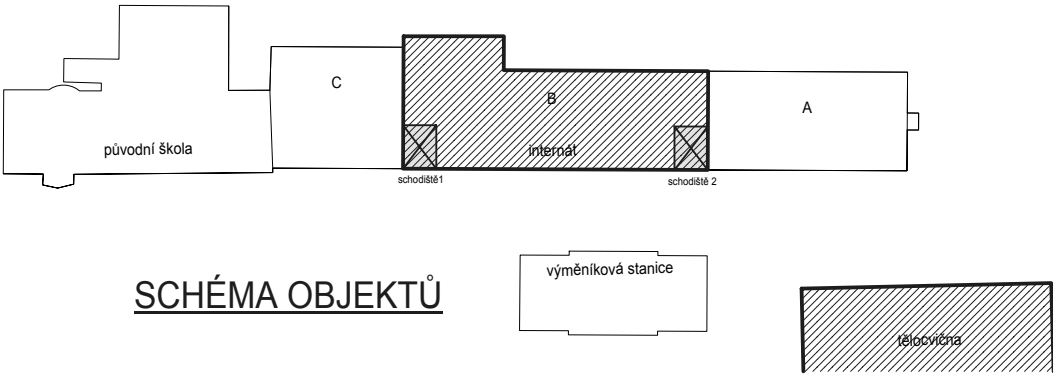 C
B
A
původní škola
internát
schodiště1
schodiště 2
výměníková stanice
SCHÉMA OBJEKTŮ
tělocvična